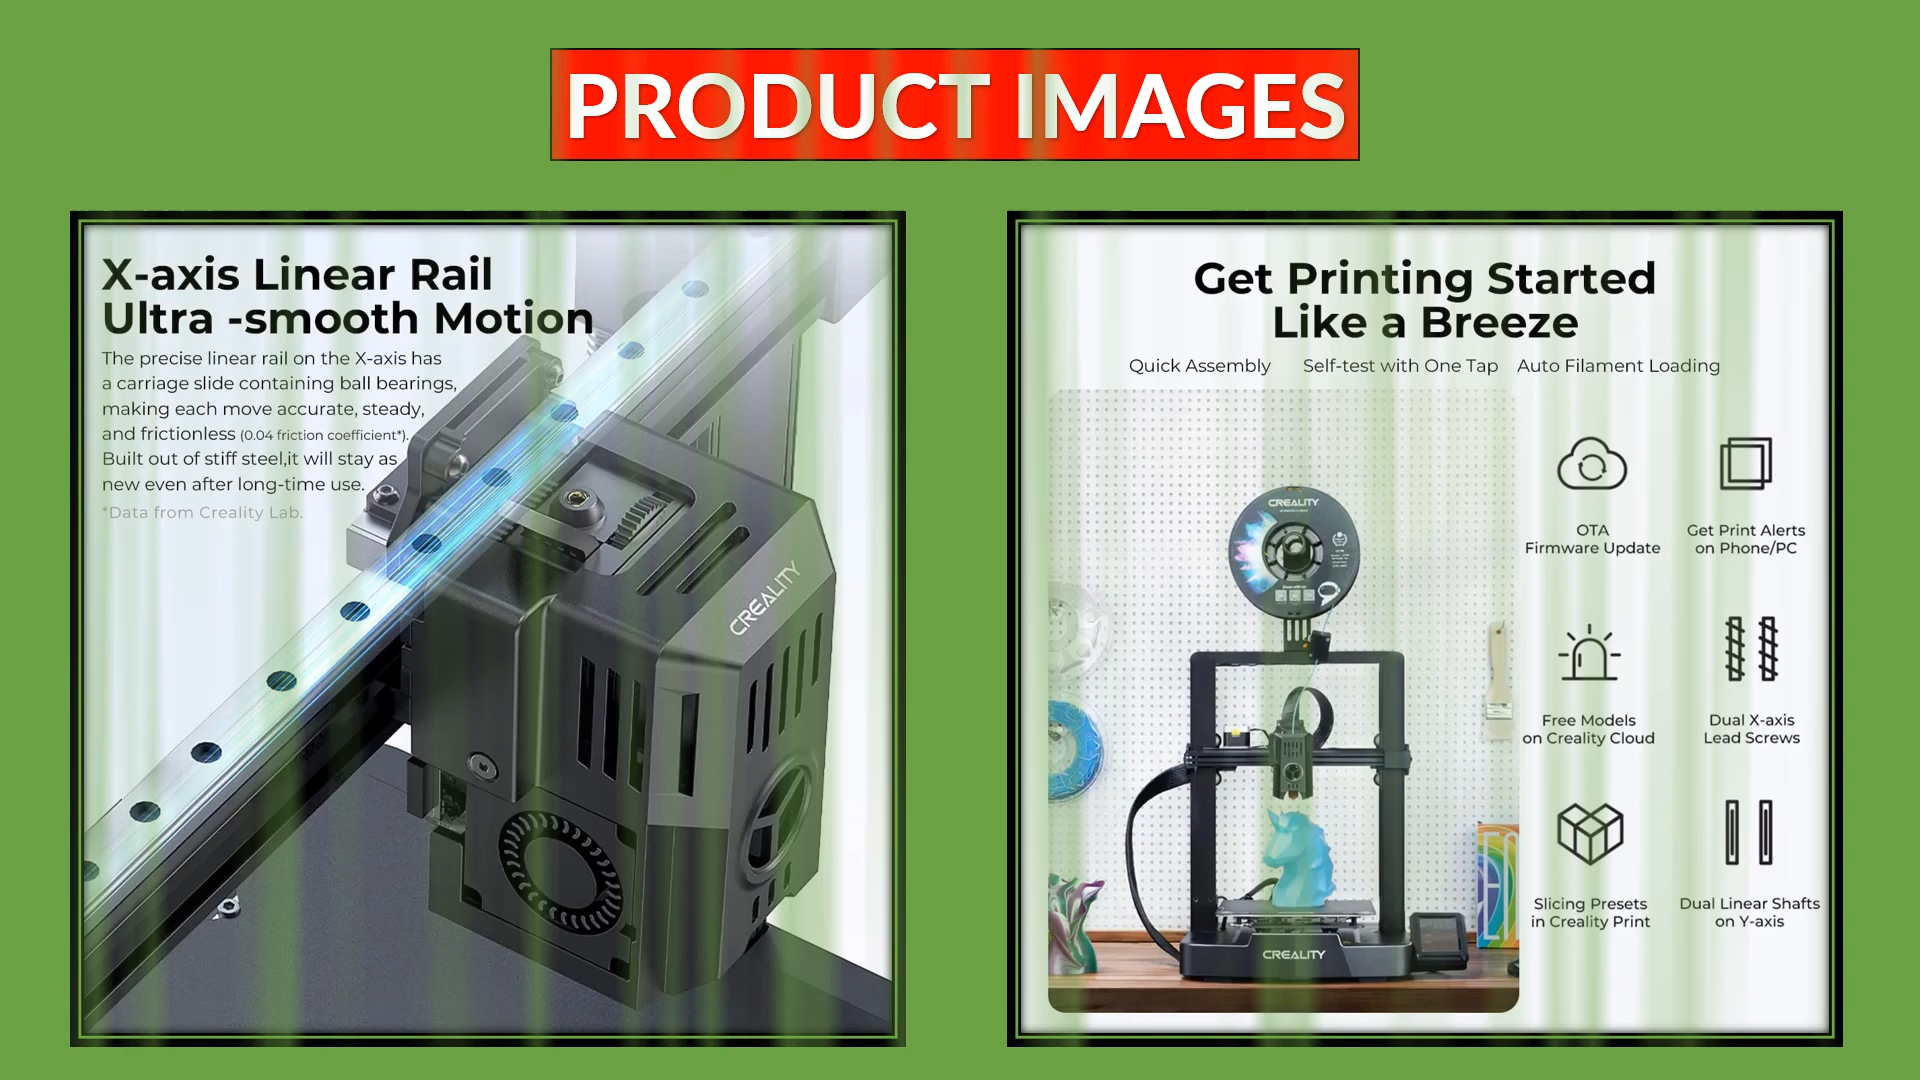 PRODUCT IMAGES
X-axis Linear Rail
Ultra -smooth Motion
The precise linear rail on the X-axis has
a carriage slide containing ball bearings,
making each move accurate, steady,
and frictionless (0.04 friction coefficient*).
Built out of stiff steel,it will stay as
new even after long-time use.
*Data from Creality Lab.
CREALITY
Get Printing Started
Like a Breeze
Quick Assembly Self-test with One Tap Auto Filament Loading
CREALITY
CREALITY
OTA
Firmware Update
Get Print Alerts
on Phone/PC
Free Models
on Creality Cloud
Dual X-axis
Lead Screws
Slicing Presets
in Creality Print
Dual Linear Shafts
on Y-axis